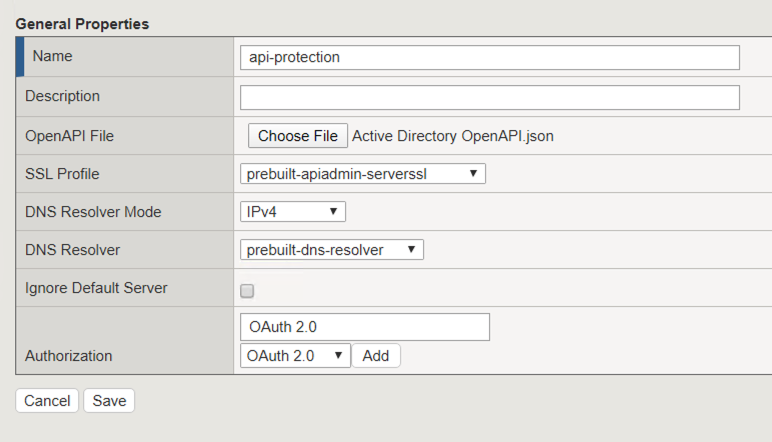 General Properties
Name
api-protection
Description
OpenAPI File
Choose File Active Directory OpenAPI.json
SSL Profile
prebuilt-apiadmin-serverssl
DNS Resolver Mode
IPv4
DNS Resolver
prebuilt-dns-resolver
Ignore Default Server
OAuth 2.0
Authorization
OAuth 2.0 Add
Cancel Save